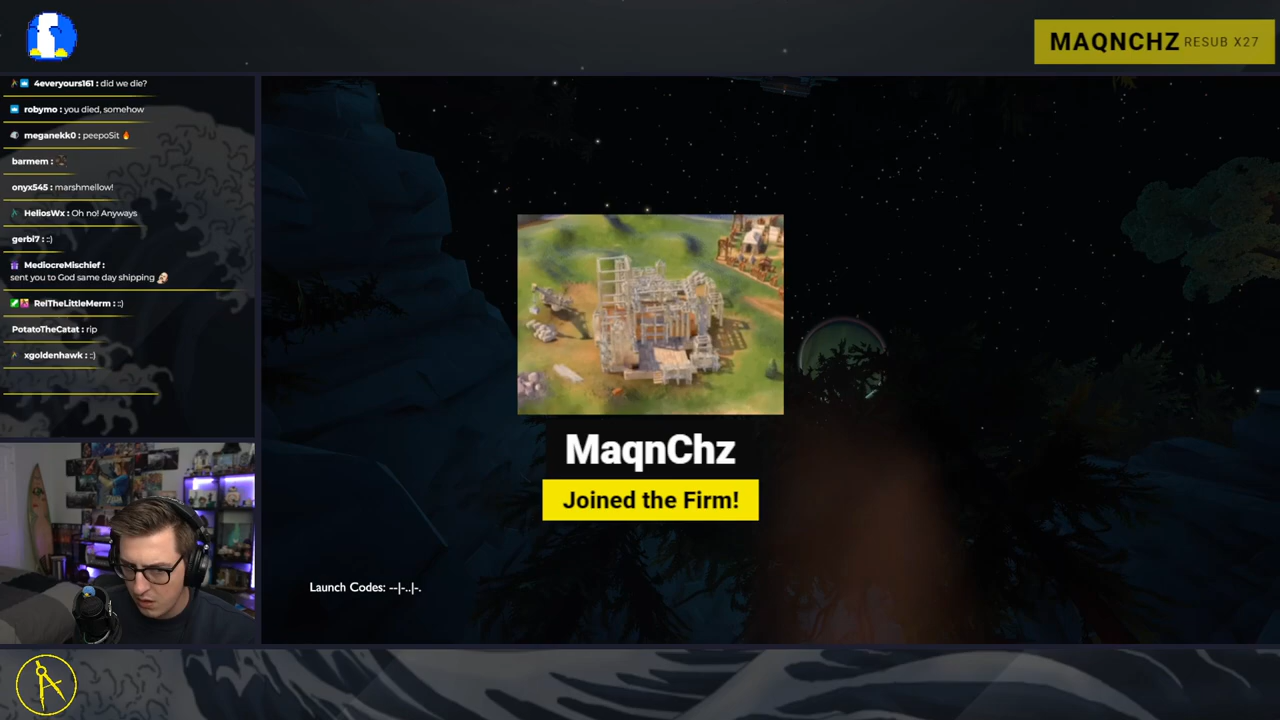 MAQNCHZ RESUB X27
4everyours161 : did we die?
robymo : you died, somehow
meganekk0 : peepoSit 🔥
barmem :
onyx545 : marshmellow!
HeliosWx : Oh no! Anyways
gerbi7 : :)
MediocreMischief :
sent you to God same day shipping
RelTheLittleMerm : :)
PotatoTheCatat : rip
xgoldenhawk : :)
MaqnChz
Joined the Firm!
Launch Codes: --|-..|-.